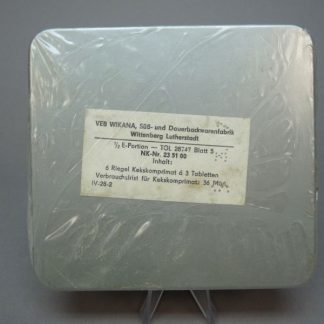 VEB WIKANA, Süß- und Dauerbackwarenfabrik
Wittenberg Lutherstadt
½ E-Portion — TGL 28747 Blatt 5
NK-Nr. 23 51 00
Inhalt:
6 Riegel Kekskomprimat á 3 Tabletten
Verbrauchsfrist für Kekskomprimat: 36 Mon.
IV-28-2